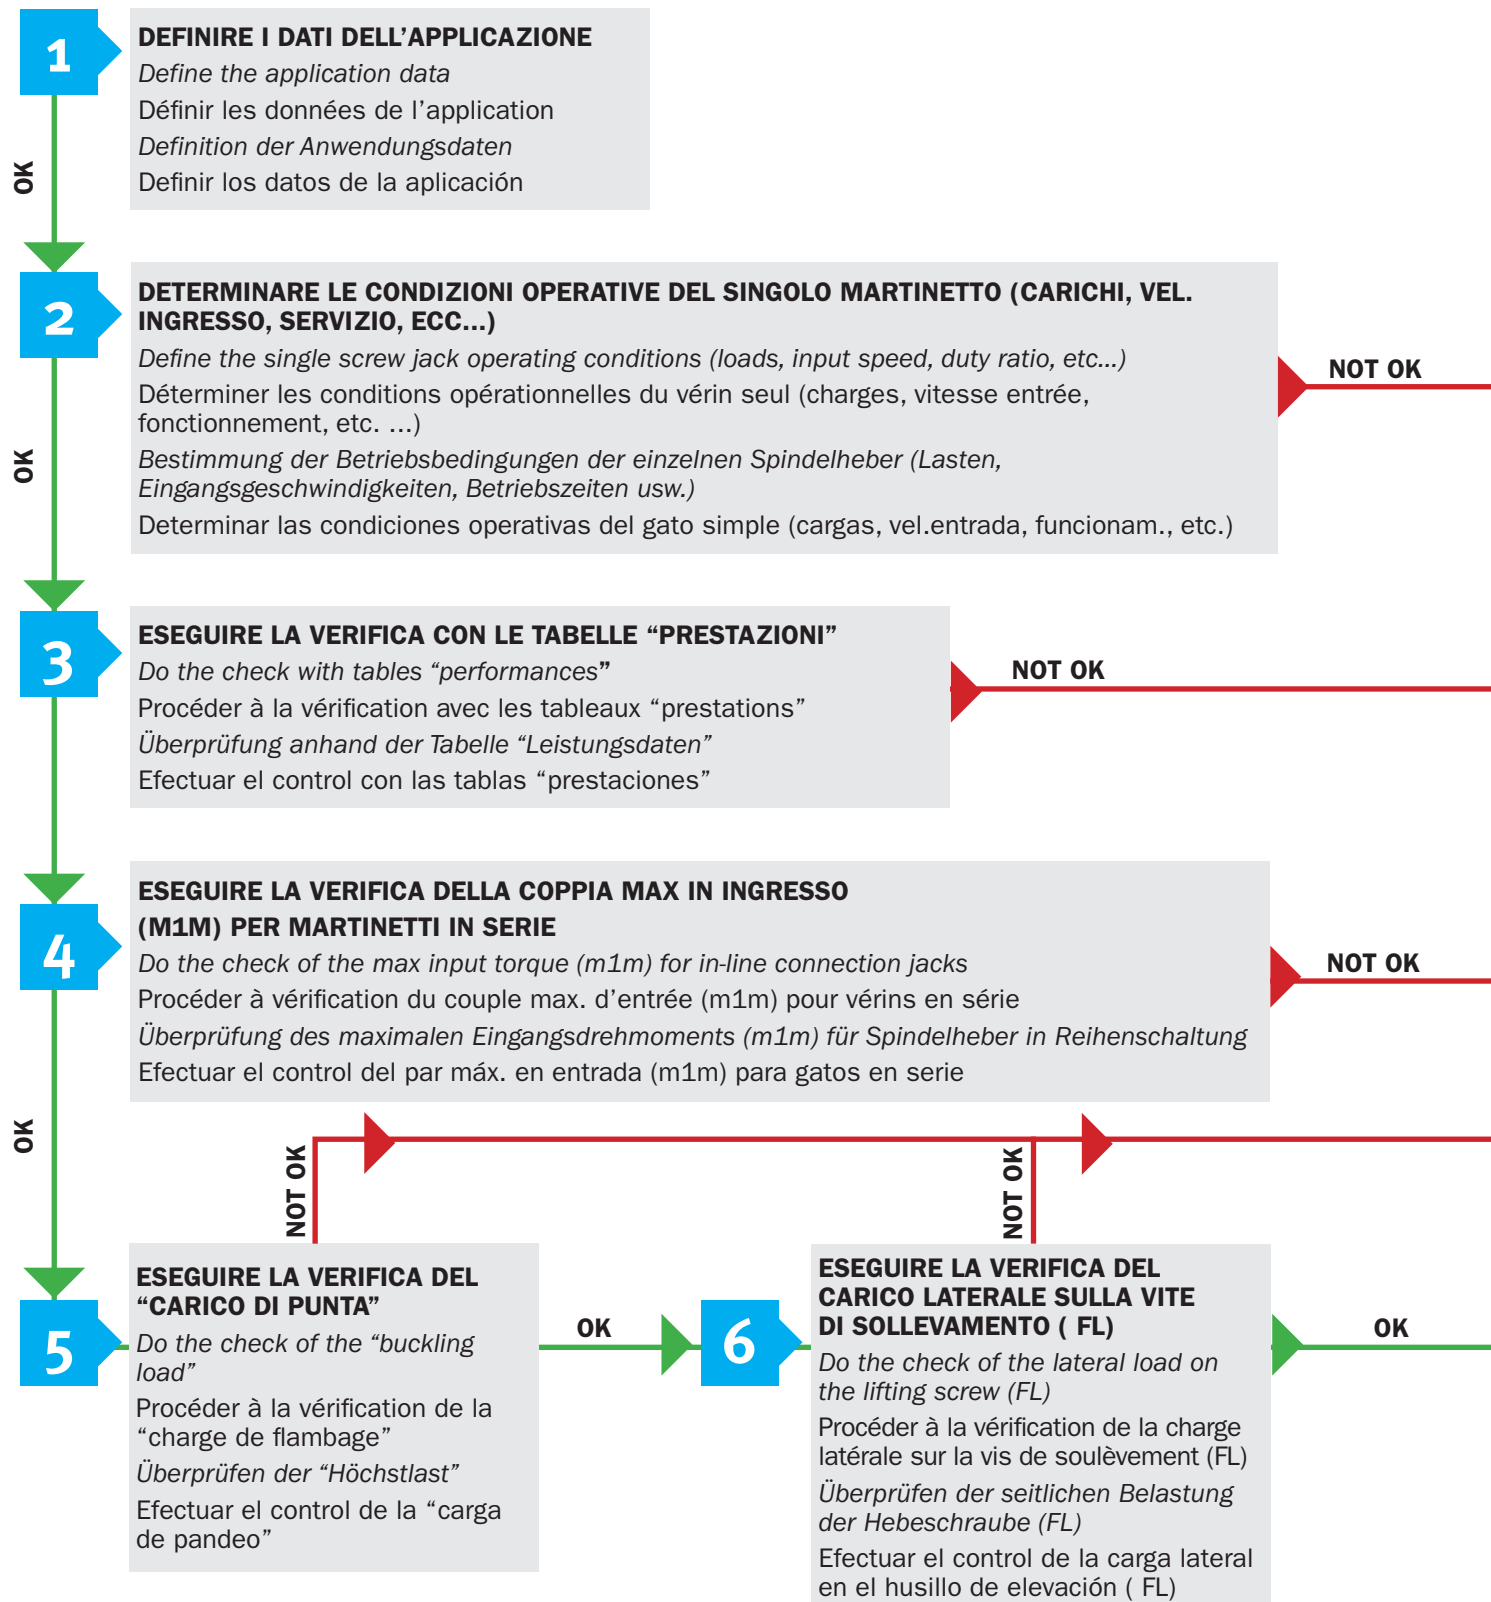 1
DEFINIRE I DATI DELL’APPLICAZIONE
Define the application data
Définir les données de l’application
Definition der Anwendungsdaten
Definir los datos de la aplicación
OK
2
DETERMINARE LE CONDIZIONI OPERATIVE DEL SINGOLO MARTINETTO (CARICHI, VEL.
INGRESSO, SERVIZIO, ECC...)
Define the single screw jack operating conditions (loads, input speed, duty ratio, etc...)
Déterminer les conditions opérationnelles du vérin seul (charges, vitesse entrée,
fonctionnement, etc. ...)
Bestimmung der Betriebsbedingungen der einzelnen Spindelheber (Lasten,
Eingangsgeschwindigkeiten, Betriebszeiten usw.)
Determinar las condiciones operativas del gato simple (cargas, vel.entrada, funcionam., etc.)
NOT OK
OK
3
ESEGUIRE LA VERIFICA CON LE TABELLE “PRESTAZIONI”
Do the check with tables “performances”
Procéder à la vérification avec les tableaux “prestations”
Überprüfung anhand der Tabelle “Leistungsdaten”
Efectuar el control con las tablas “prestaciones”
NOT OK
4
ESEGUIRE LA VERIFICA DELLA COPPIA MAX IN INGRESSO
(M1M) PER MARTINETTI IN SERIE
Do the check of the max input torque (m1m) for in-line connection jacks
Procéder à vérification du couple max. d’entrée (m1m) pour vérins en série
Überprüfung des maximalen Eingangsdrehmoments (m1m) für Spindelheber in Reihenschaltung
Efectuar el control del par máx. en entrada (m1m) para gatos en serie
NOT OK
OK
NOT OK
NOT OK
5
ESEGUIRE LA VERIFICA DEL
“CARICO DI PUNTA”
Do the check of the “buckling
load”
Procéder à la vérification de la
“charge de flambage”
Überprüfen der “Höchstlast”
Efectuar el control de la “carga
de pandeo”
OK
6
ESEGUIRE LA VERIFICA DEL
CARICO LATERALE SULLA VITE
DI SOLLEVAMENTO ( FL)
Do the check of the lateral load on
the lifting screw (FL)
Procéder à la vérification de la charge
latérale sur la vis de soulèvement (FL)
Überprüfen der seitlichen Belastung
der Hebeschraube (FL)
Efectuar el control de la carga lateral
en el husillo de elevación ( FL)
OK